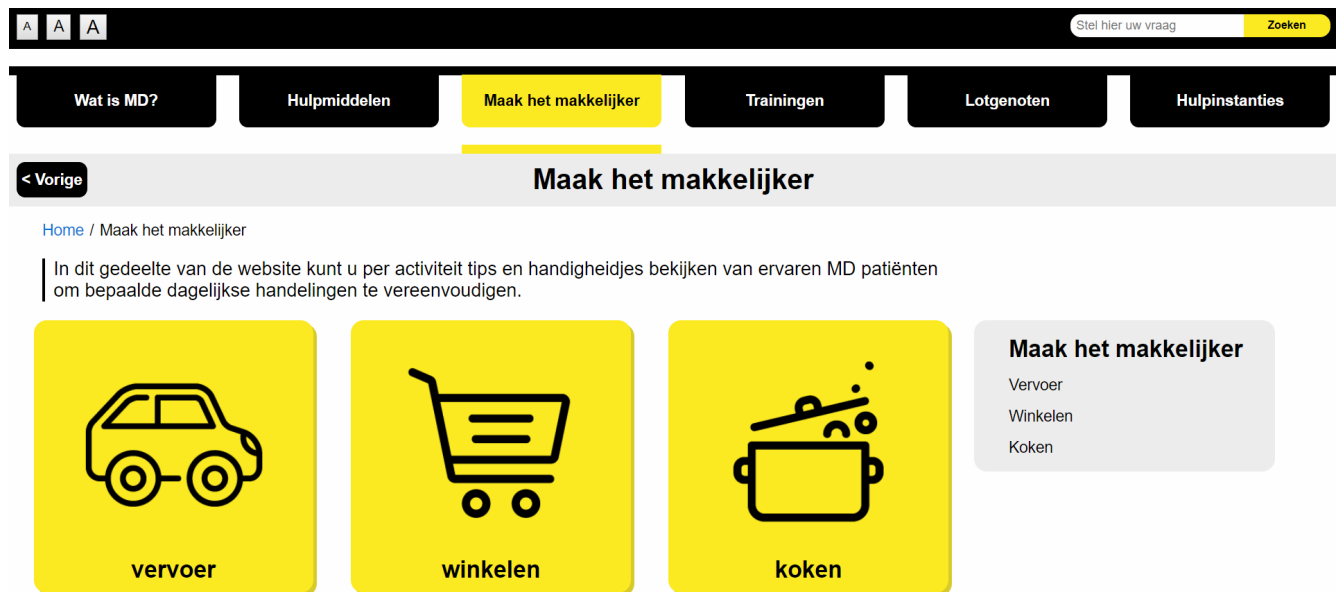 A A A
Stel hier uw vraag Zoeken
Wat is MD? Hulpmiddelen Maak het makkelijker Trainingen Lotgenoten Hulpinstanties
< Vorige
Maak het makkelijker
Home / Maak het makkelijker
In dit gedeelte van de website kunt u per activiteit tips en handigheidjes bekijken van ervaren MD patiënten
om bepaalde dagelijkse handelingen te vereenvoudigen.
vervoer
winkelen
koken
Maak het makkelijker
Vervoer
Winkelen
Koken